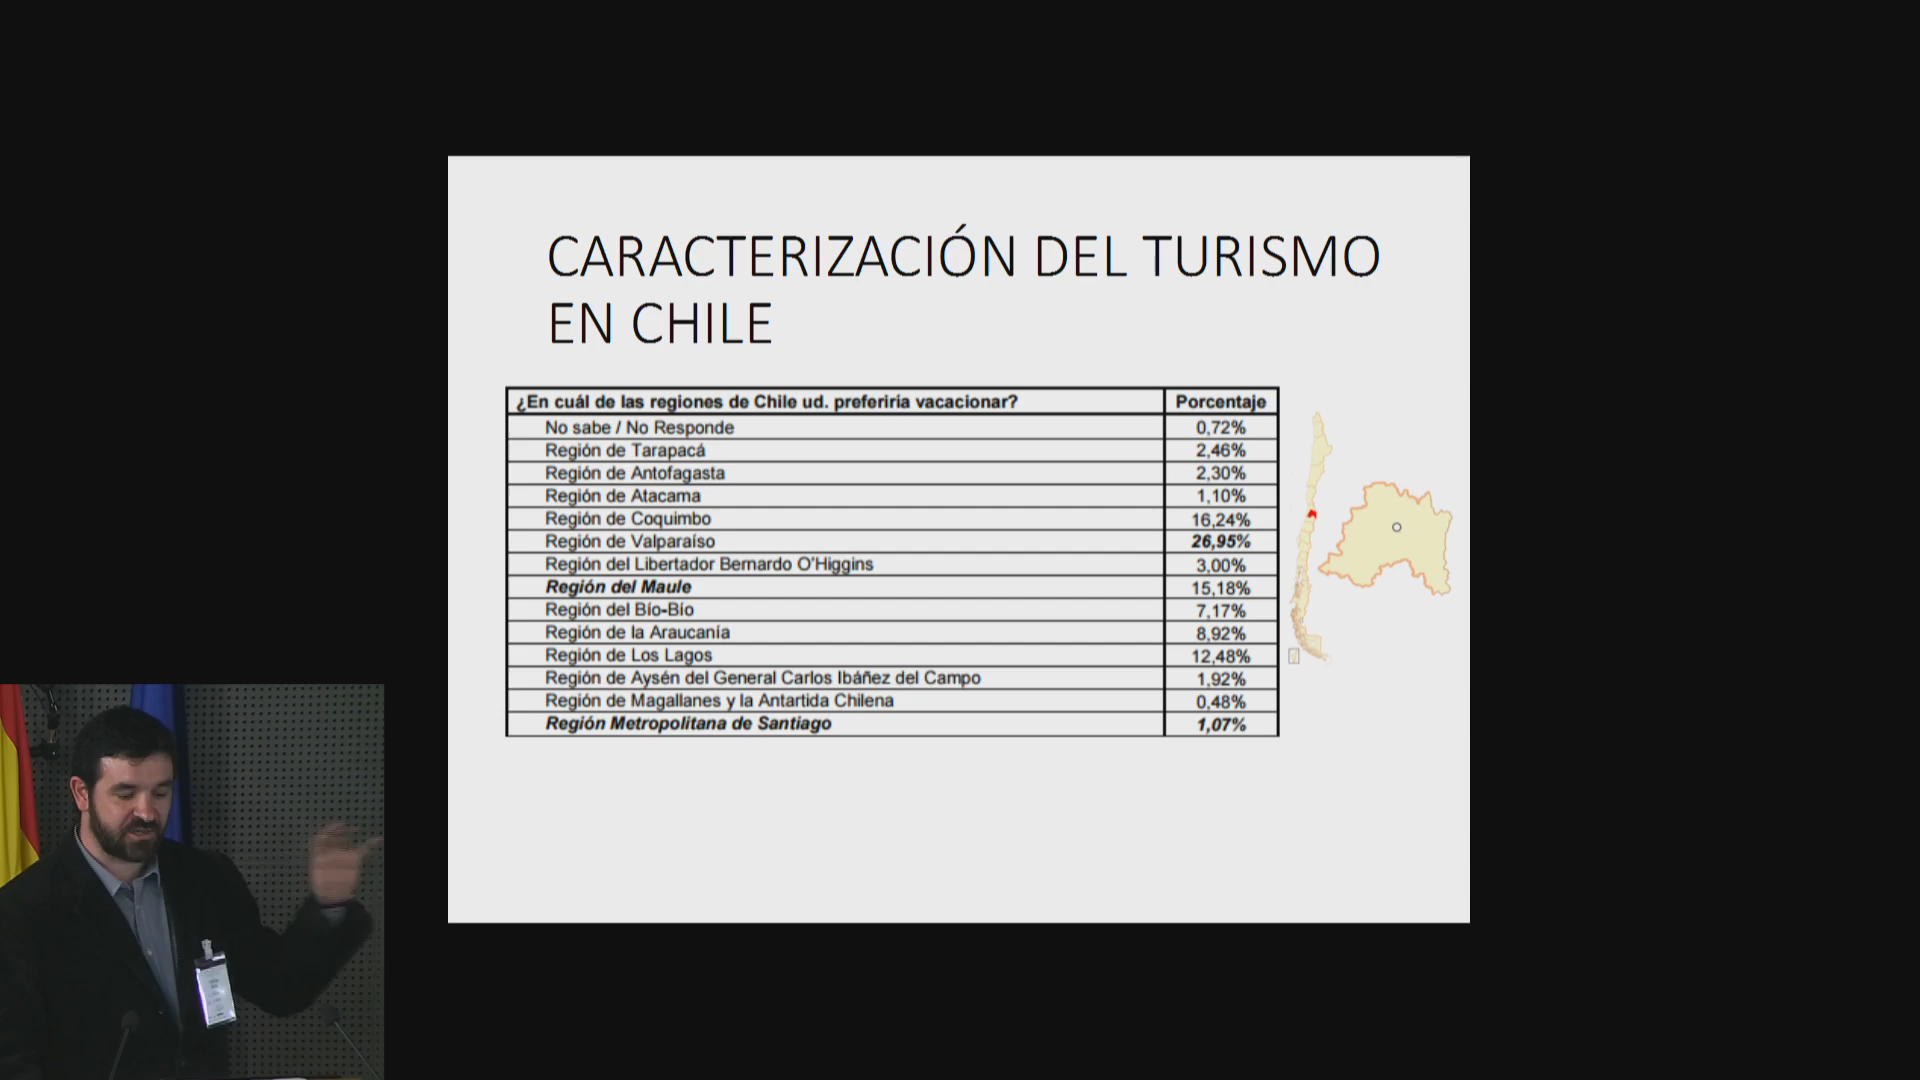 CARACTERIZACIÓN DEL TURISMO
EN CHILE
¿En cuál de las regiones de Chile ud. preferiría vacacionar? Porcentaje
No sabe / No Responde 0,72%
Región de Tarapacá 2,46%
Región de Antofagasta 2,30%
Región de Atacama 1,10%
Región de Coquimbo 16,24%
Región de Valparaíso 26,95%
Región del Libertador Bernardo O'Higgins 3,00%
Región del Maule 15,18%
Región del Bío-Bío 7,17%
Región de la Araucanía 8,92%
Región de Los Lagos 12,48%
Región de Aysén del General Carlos Ibáñez del Campo 1,92%
Región de Magallanes y la Antartida Chilena 0,48%
Región Metropolitana de Santiago 1,07%